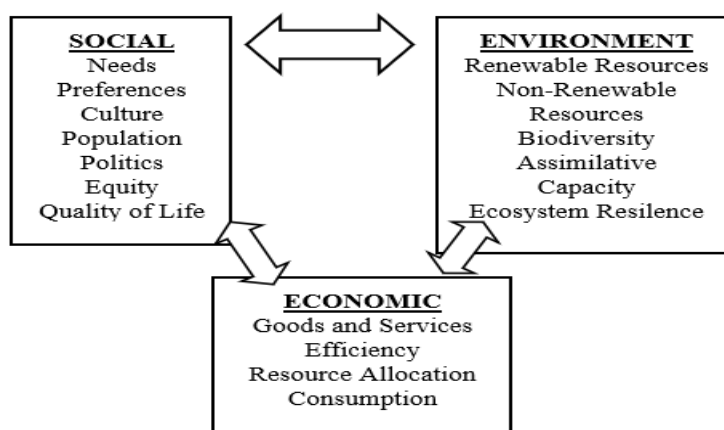 SOCIAL
Needs
Preferences
Culture
Population
Politics
Equity
Quality of Life
ENVIRONMENT
Renewable Resources
Non-Renewable
Resources
Biodiversity
Assimilative
Capacity
Ecosystem Resilence
ECONOMIC
Goods and Services
Efficiency
Resource Allocation
Consumption